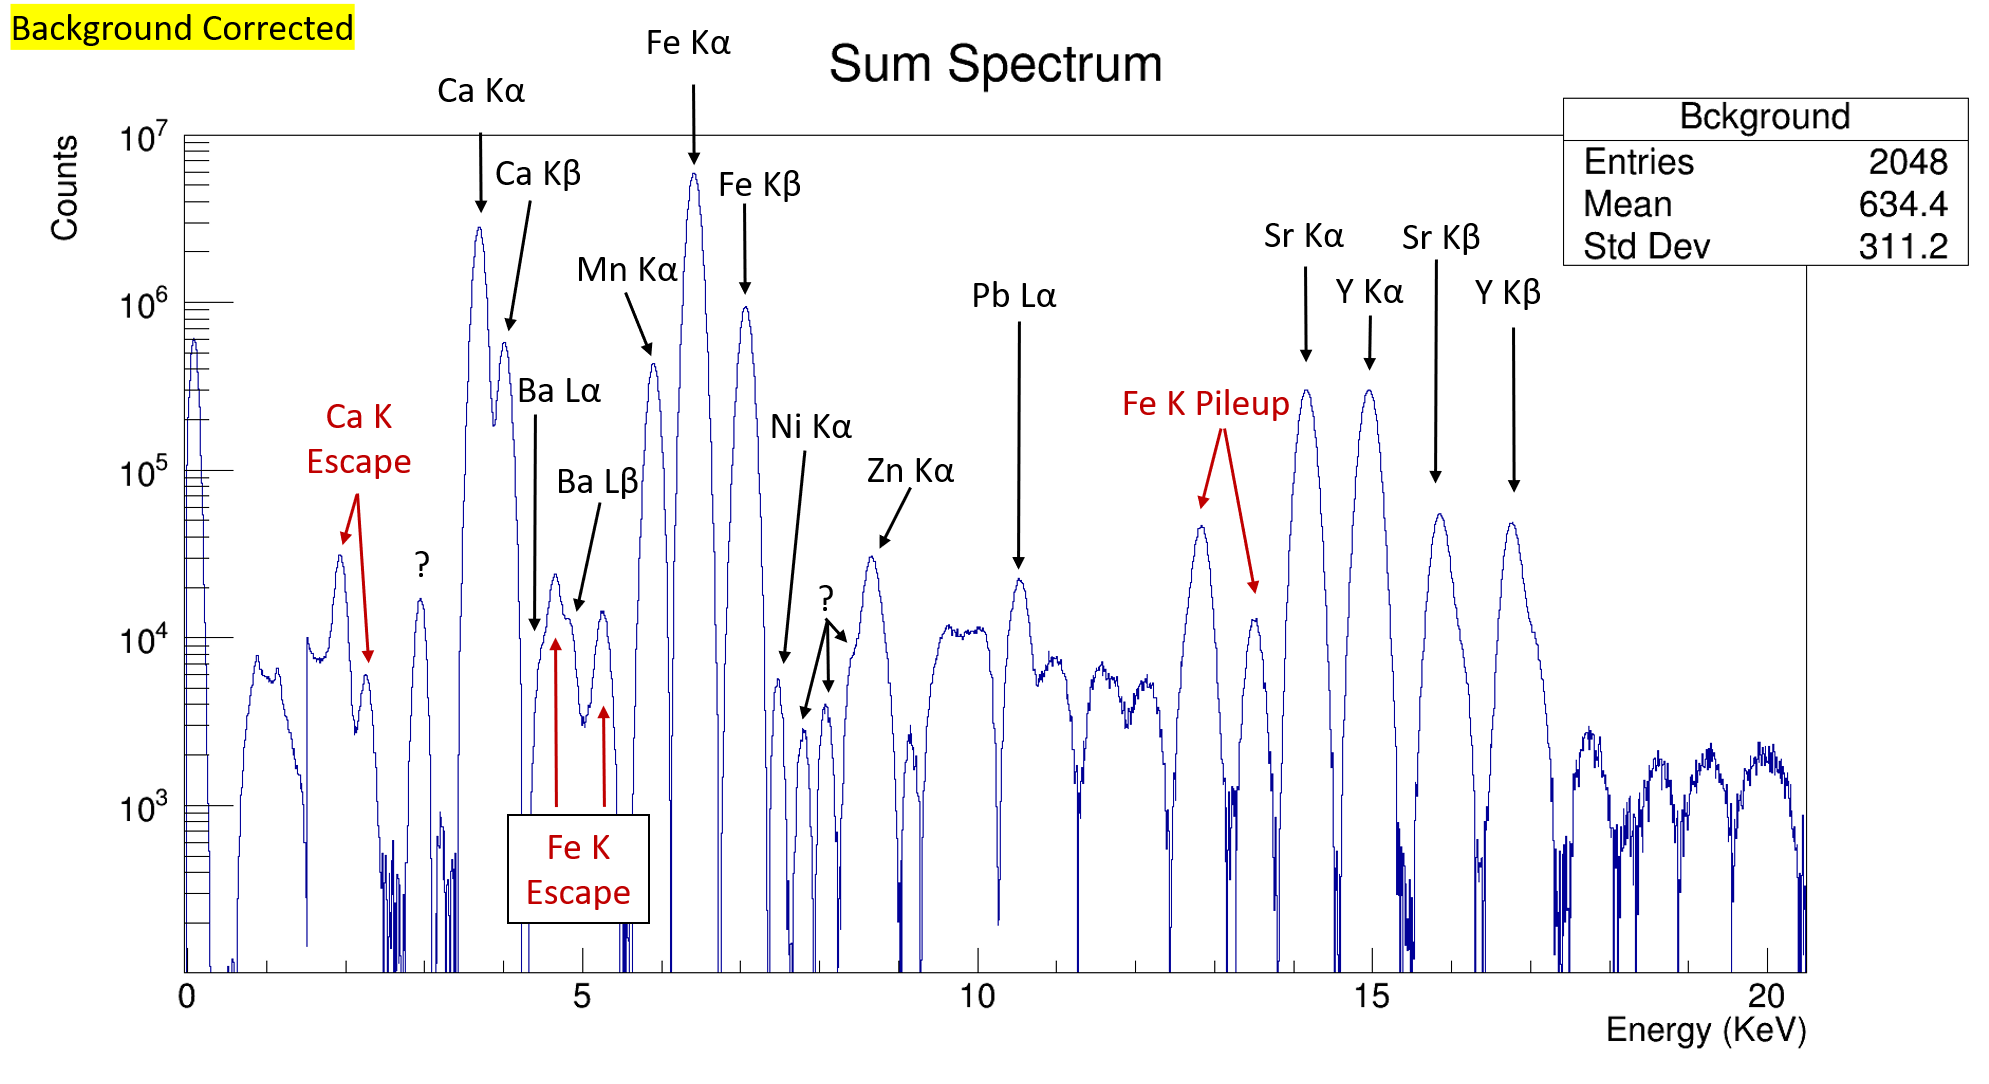 Background Corrected
Sum Spectrum
Fe Kα
Ca Kα
Ca Kβ
Fe Kβ
Mn Kα
Ba Lα
Ba Lβ
Ca K
Escape
?
Ni Kα
?
Zn Kα
Pb Lα
Fe K Pileup
Sr Kα
Y Kα
Sr Kβ
Y Kβ
Fe K
Escape
Bckground
Entries 2048
Mean 634.4
Std Dev 311.2
Counts
10⁷
10⁶
10⁵
10⁴
10³
0 5 10 15 20
Energy (KeV)